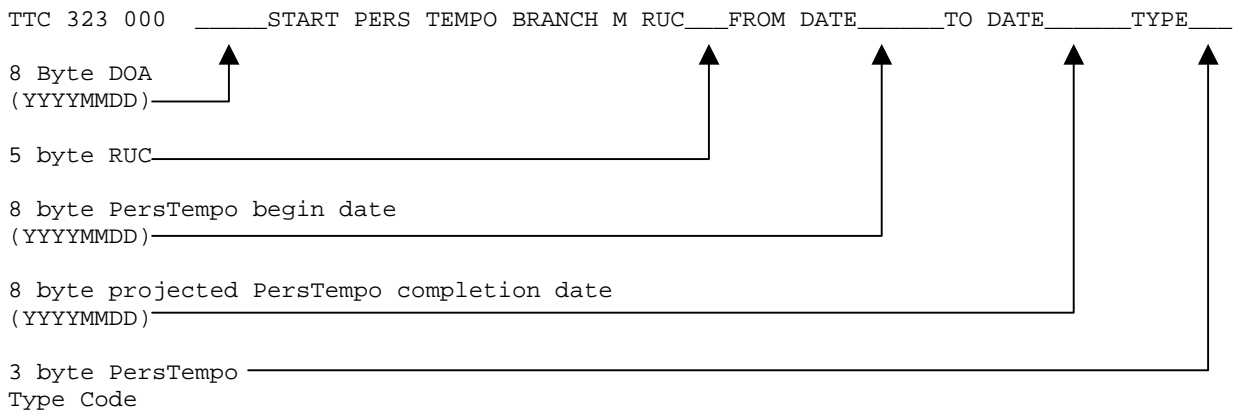 TTC 323 000 _____START PERS TEMPO BRANCH M RUC___FROM DATE______TO DATE______TYPE___
8 Byte DOA
(YYYYMMDD)
5 byte RUC
8 byte PersTempo begin date
(YYYYMMDD)
8 byte projected PersTempo completion date
(YYYYMMDD)
3 byte PersTempo
Type Code